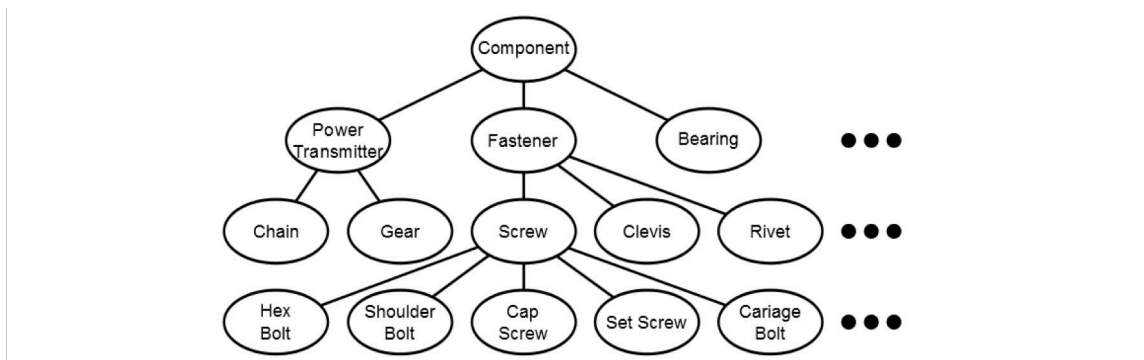 Component
Power
Transmitter
Fastener
Bearing
Chain
Gear
Screw
Clevis
Rivet
Hex
Bolt
Shoulder
Bolt
Cap
Screw
Set Screw
Cariage
Bolt